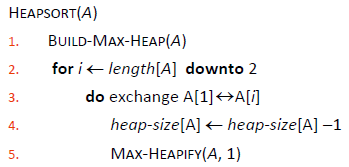 HEAPSORT(A)
1. BUILD-MAX-HEAP(A)
2. for i ← length[A] downto 2
3. do exchange A[1]↔A[i]
4. heap-size[A] ← heap-size[A] –1
5. MAX-HEAPIFY(A, 1)